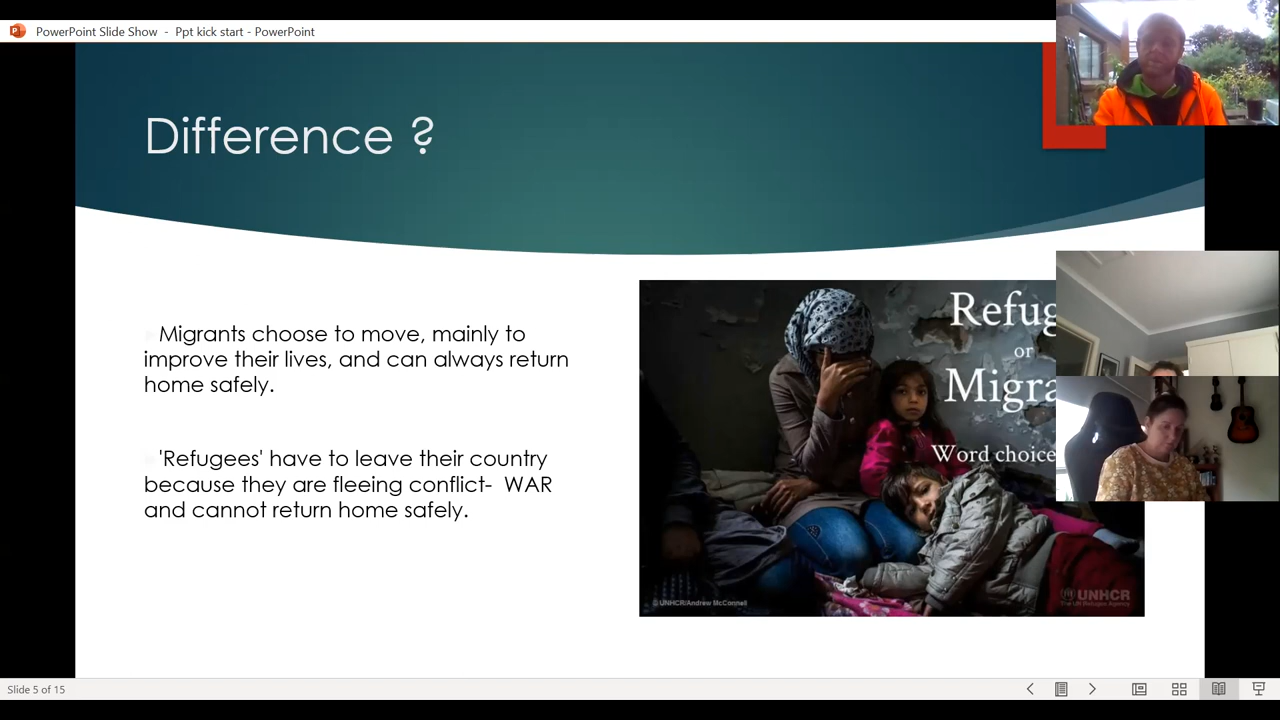 PowerPoint Slide Show - Ppt kick start - PowerPoint
Difference ?
Migrants choose to move, mainly to
improve their lives, and can always return
home safely.
'Refugees' have to leave their country
because they are fleeing conflict- WAR
and cannot return home safely.
Refug
or
Migra
Word choice
© UNHCR/Andrew McConnell
UNHCR
The UN Refugee Agency
Slide 5 of 15